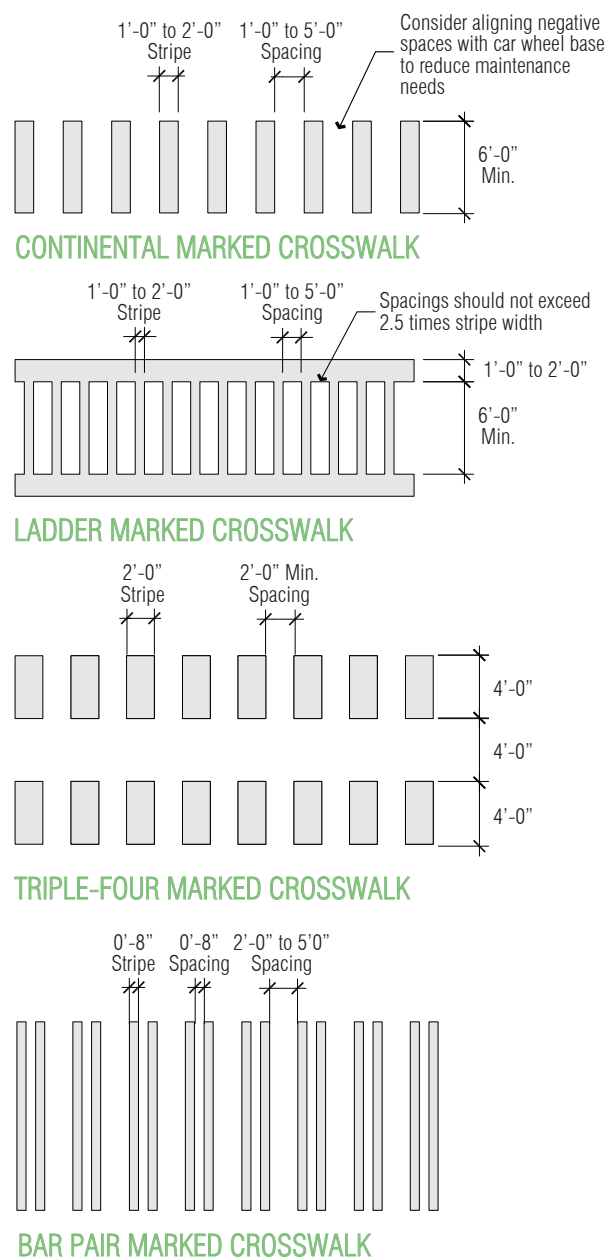 1’-0” to 2’-0”
Stripe
1’-0” to 5’-0”
Spacing
Consider aligning negative
spaces with car wheel base
to reduce maintenance
needs
6’-0”
Min.
CONTINENTAL MARKED CROSSWALK
1’-0” to 2’-0”
Stripe
1’-0” to 5’-0”
Spacing
Spacings should not exceed
2.5 times stripe width
1’-0” to 2’-0”
6’-0”
Min.
LADDER MARKED CROSSWALK
2’-0”
Stripe
2’-0” Min.
Spacing
4’-0”
4’-0”
4’-0”
TRIPLE-FOUR MARKED CROSSWALK
0’-8”
Stripe
0’-8”
Spacing
2’-0” to 5’0”
Spacing
BAR PAIR MARKED CROSSWALK